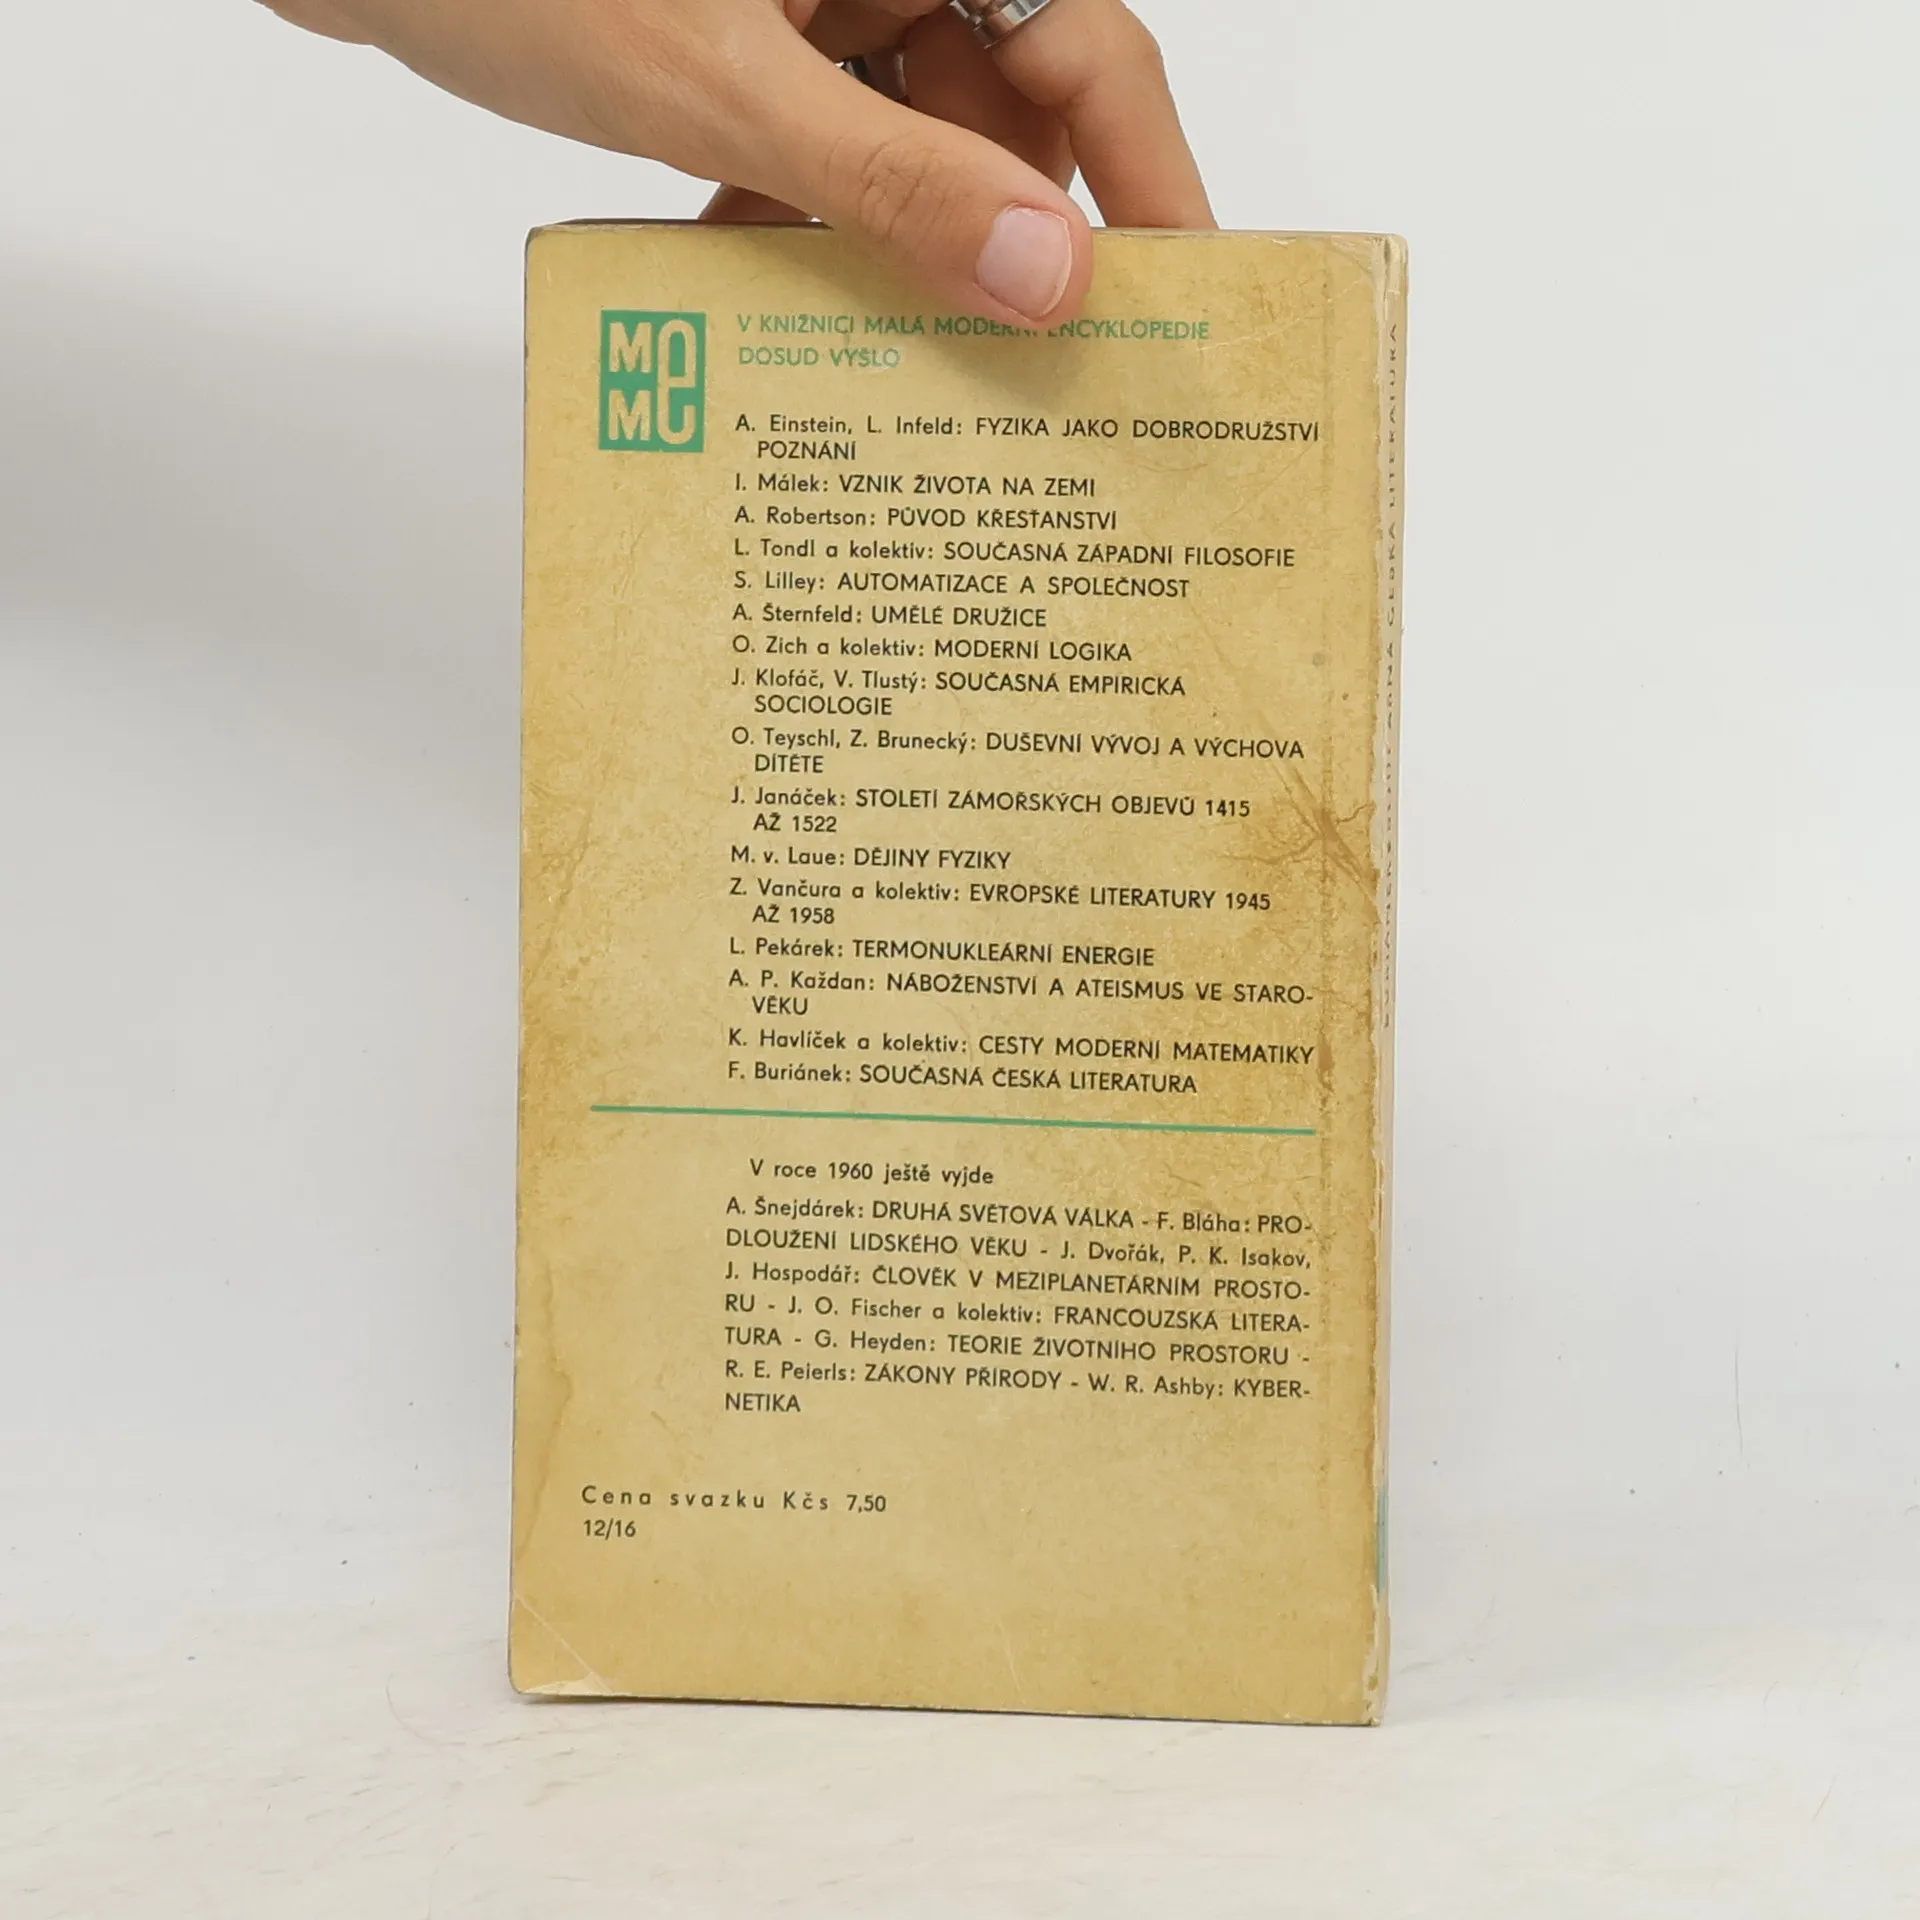 MME
V KNIŽNICI MALÁ MODERNÍ ENCYKLOPEDIE
DOSUD VYŠLO
A. Einstein, L. Infeld: FYZIKA JAKO DOBRODRUŽSTVÍ
POZNÁNÍ
I. Málek: VZNIK ŽIVOTA NA ZEMI
A. Robertson: PŮVOD KŘESŤANSTVÍ
L. Tondl a kolektiv: SOUČASNÁ ZÁPADNÍ FILOSOFIE
S. Lilley: AUTOMATIZACE A SPOLEČNOST
A. Šternfeld: UMĚLÉ DRUŽICE
O. Zich a kolektiv: MODERNÍ LOGIKA
J. Klofáč, V. Tlustý: SOUČASNÁ EMPIRICKÁ
SOCIOLOGIE
O. Teyschl, Z. Brunecký: DUŠEVNÍ VÝVOJ A VÝCHOVA
DÍTĚTE
J. Janáček: STOLETÍ ZÁMOŘSKÝCH OBJEVŮ 1415
AŽ 1522
M. v. Laue: DĚJINY FYZIKY
Z. Vančura a kolektiv: EVROPSKÉ LITERATURY 1945
AŽ 1958
L. Pekárek: TERMONUKLEÁRNÍ ENERGIE
A. P. Každan: NÁBOŽENSTVÍ A ATEISMUS VE STARO-
VĚKU
K. Havlíček a kolektiv: CESTY MODERNÍ MATEMATIKY
F. Buriánek: SOUČASNÁ ČESKÁ LITERATURA
V roce 1960 ještě vyjde
A. Šnejdárek: DRUHÁ SVĚTOVÁ VÁLKA - F. Bláha: PRO-
DLOUŽENÍ LIDSKÉHO VĚKU - J. Dvořák, P. K. Isakov,
J. Hospodář: ČLOVĚK V MEZIPLANETÁRNÍM PROSTO-
RU - J. O. Fischer a kolektiv: FRANCOUZSKÁ LITERA-
TURA - G. Heyden: TEORIE ŽIVOTNÍHO PROSTORU -
R. E. Peierls: ZÁKONY PŘÍRODY - W. R. Ashby: KYBER-
NETIKA
Cena svazku Kčs 7,50
12/16
ČESKÁ LITERATURA